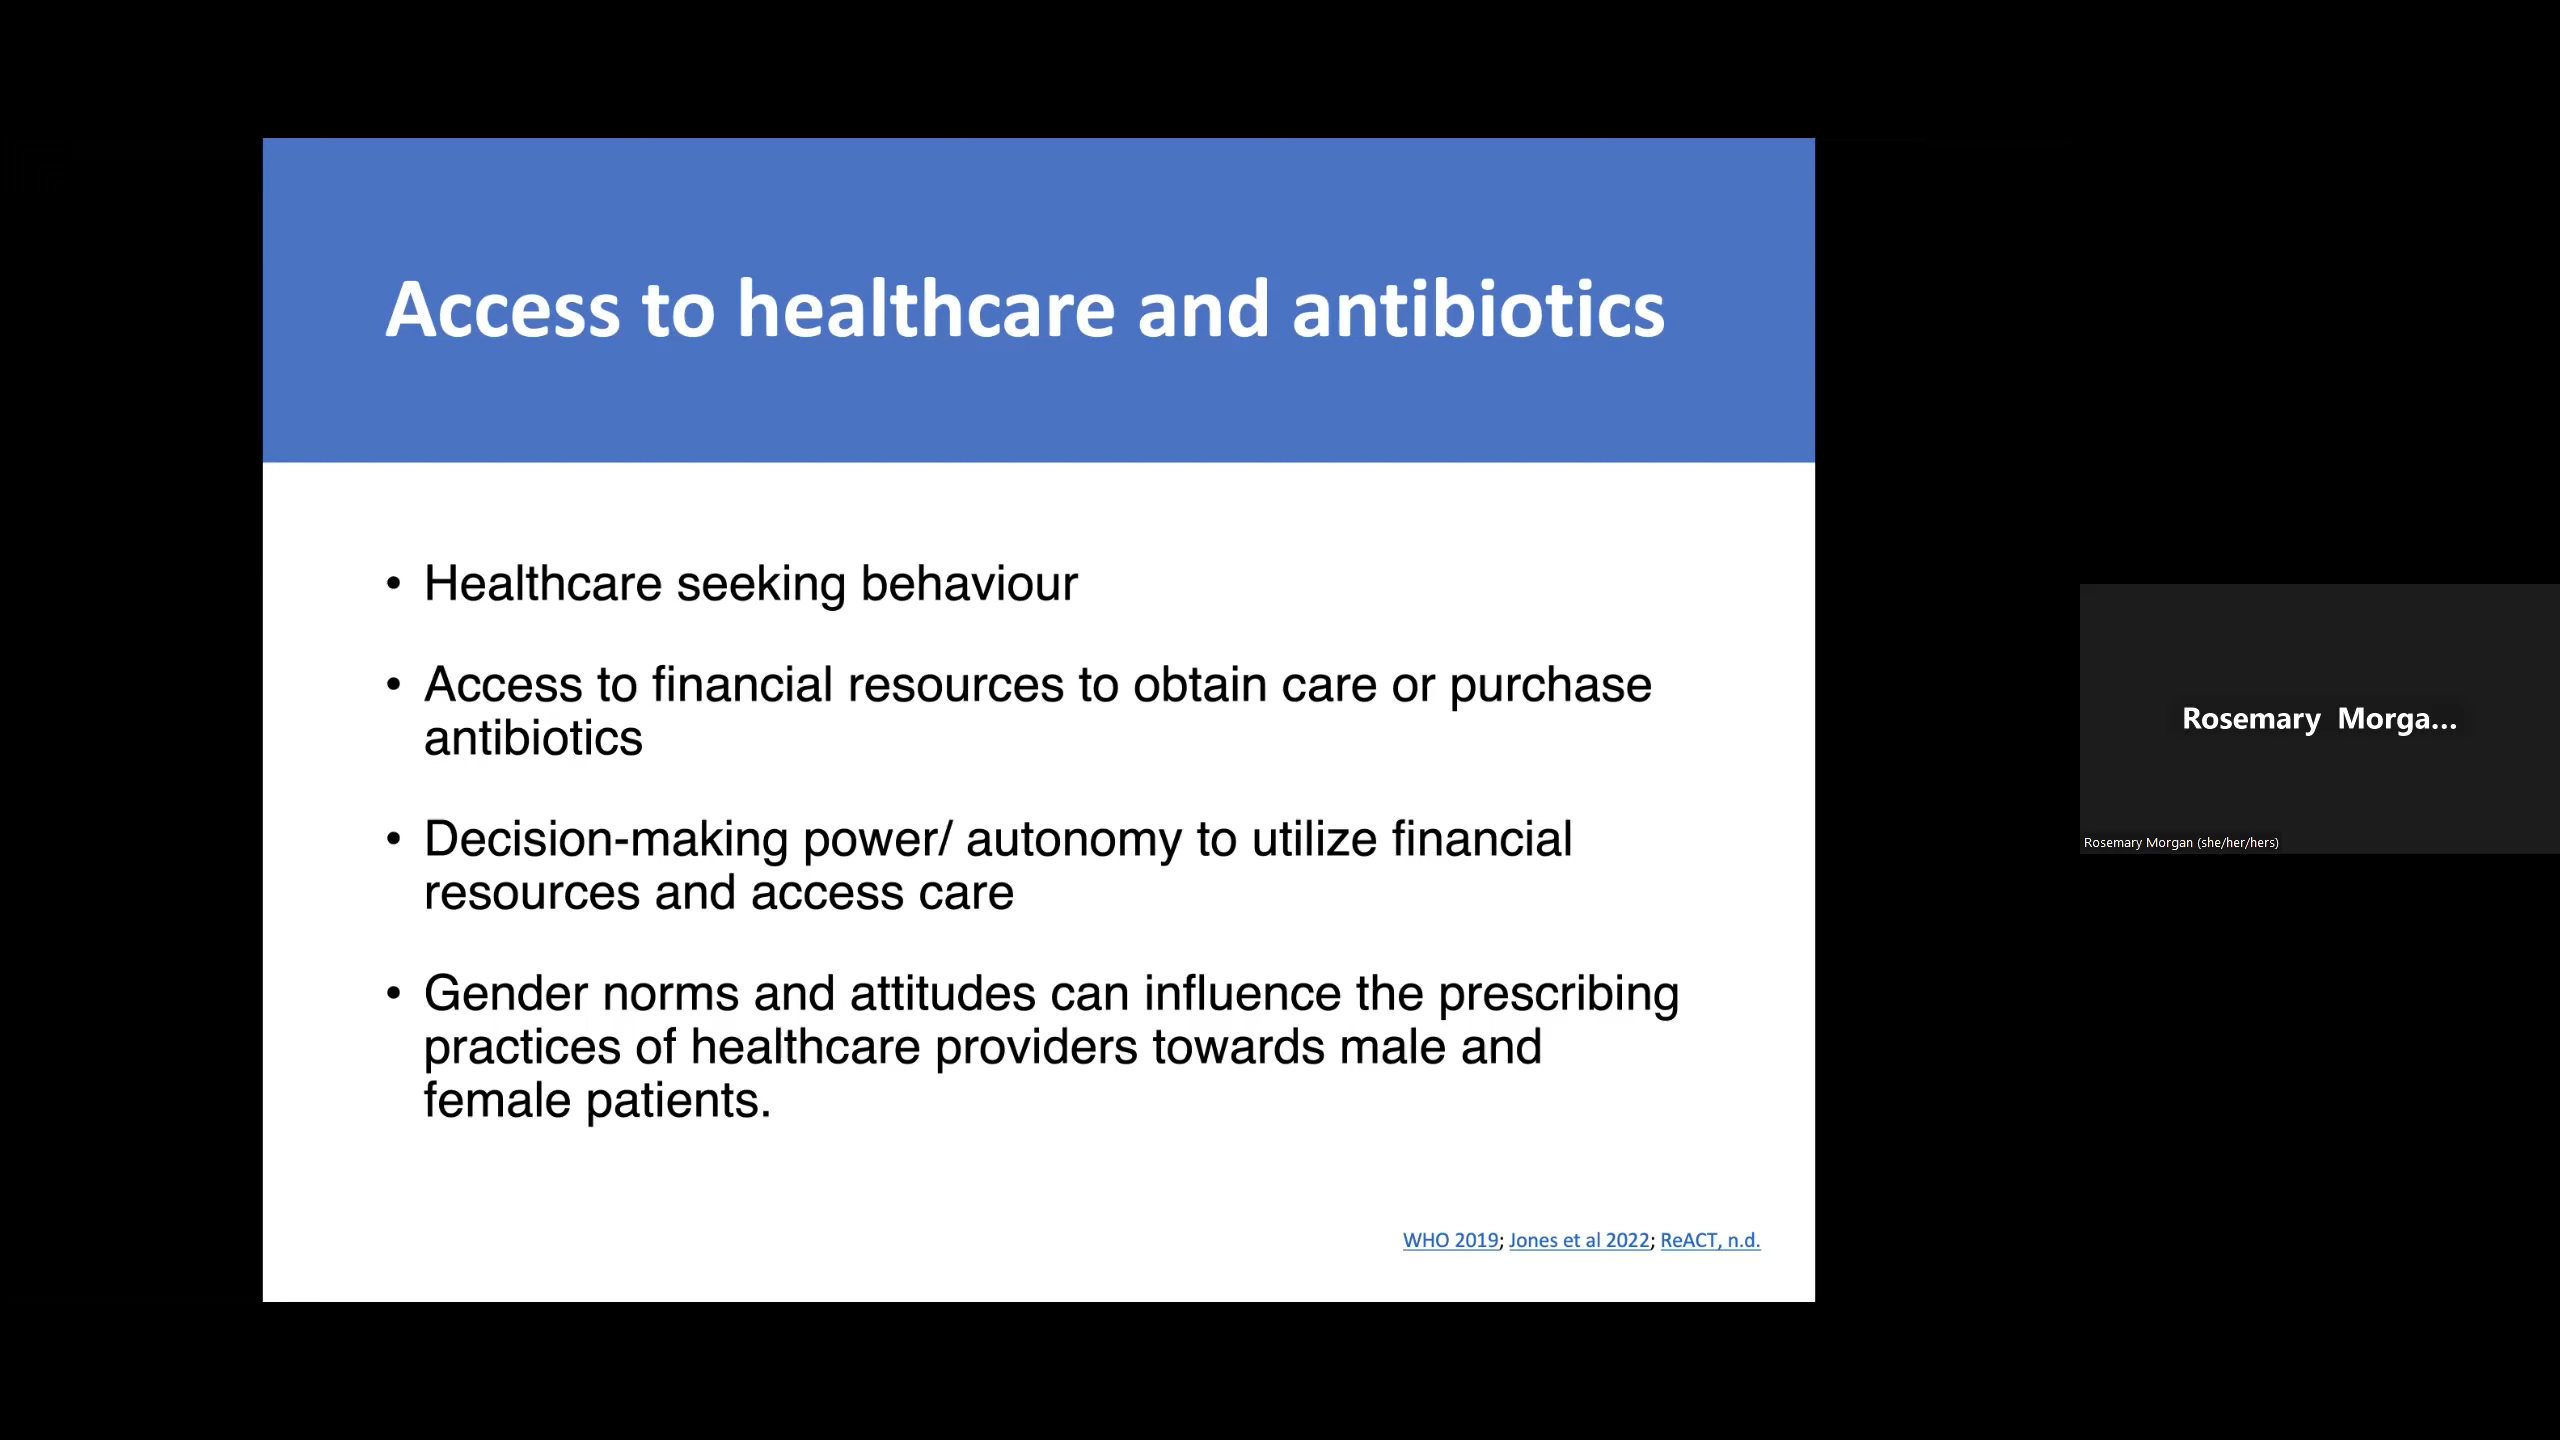 Access to healthcare and antibiotics
• Healthcare seeking behaviour
• Access to financial resources to obtain care or purchase
antibiotics
• Decision-making power/ autonomy to utilize financial
resources and access care
• Gender norms and attitudes can influence the prescribing
practices of healthcare providers towards male and
female patients.
WHO 2019; Jones et al 2022; ReACT, n.d.
Rosemary Morga...
Rosemary Morgan (she/her/hers)